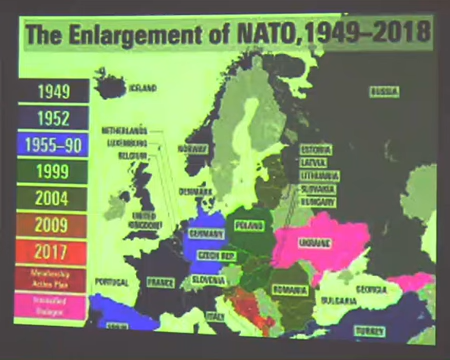 The Enlargement of NATO,1949–2018
1949
1952
1955–90
1999
2004
2009
2017
Membership
Action Plan
Intensified
Dialogue
ICELAND
RUSSIA
NETHERLANDS
LUXEMBOURG
BELGIUM
NORWAY
ESTONIA
LATVIA
LITHUANIA
SLOVAKIA
HUNGARY
DENMARK
UNITED
KINGDOM
GERMANY
POLAND
UKRAINE
CZECH REP.
PORTUGAL
FRANCE
SLOVENIA
ROMANIA
GEORGIA
BULGARIA
SPAIN
ITALY
TURKEY